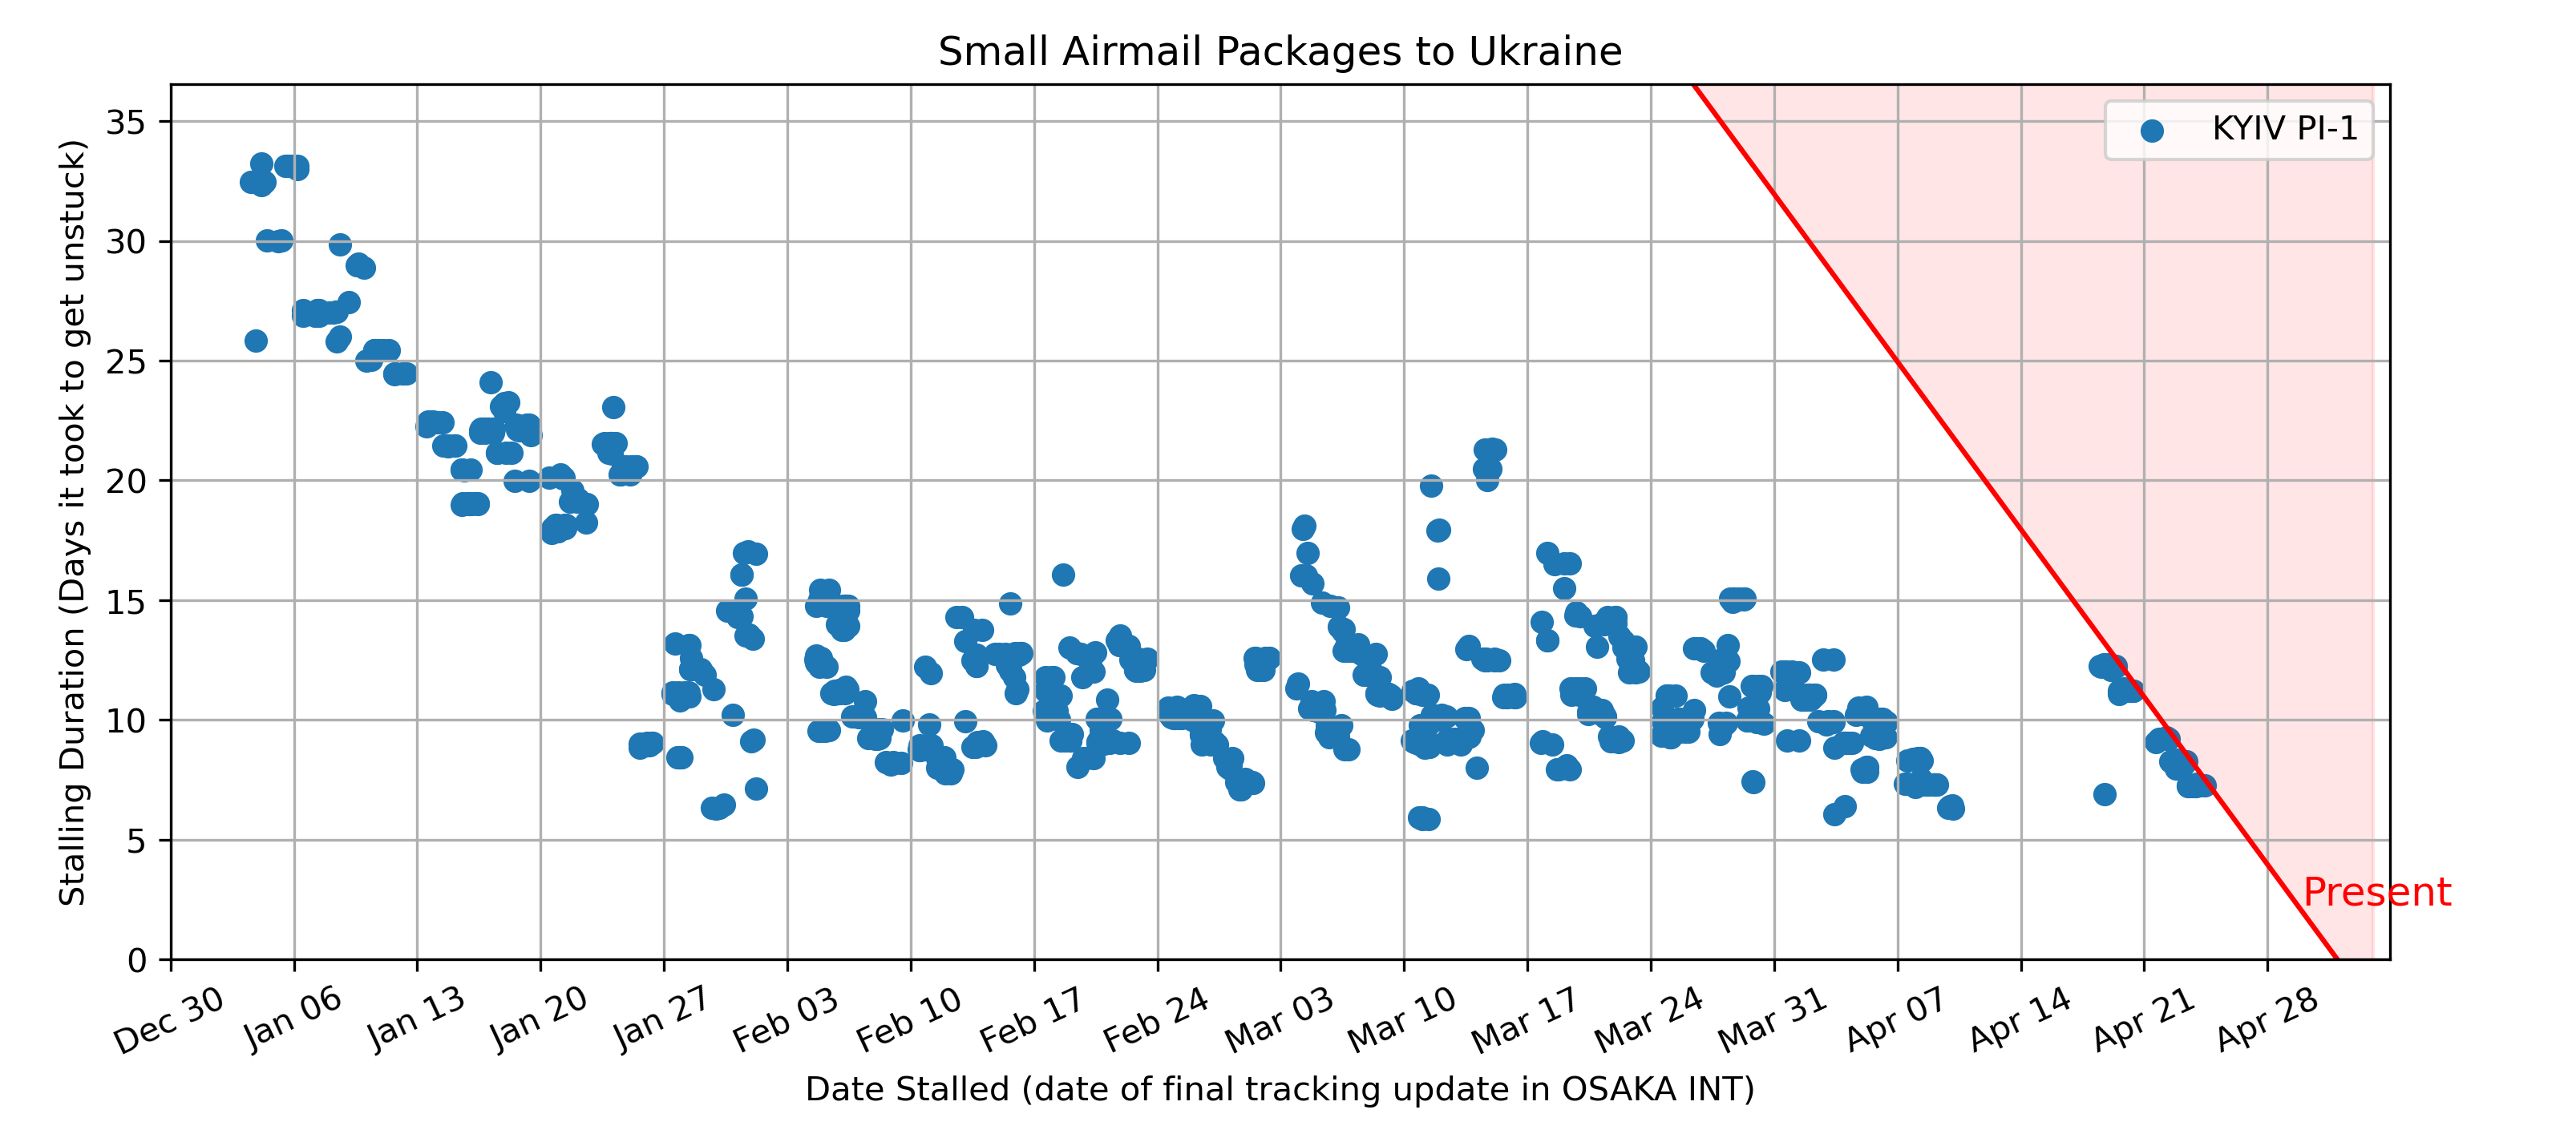 Small Airmail Packages to Ukraine
KYIV PI-1
35
30
25
20
15
10
5
0
Stalling Duration (Days it took to get unstuck)
Present
Dec 30
Jan 06
Jan 13
Jan 20
Jan 27
Feb 03
Feb 10
Feb 17
Feb 24
Mar 03
Mar 10
Mar 17
Mar 24
Mar 31
Apr 07
Apr 14
Apr 21
Apr 28
Date Stalled (date of final tracking update in OSAKA INT)